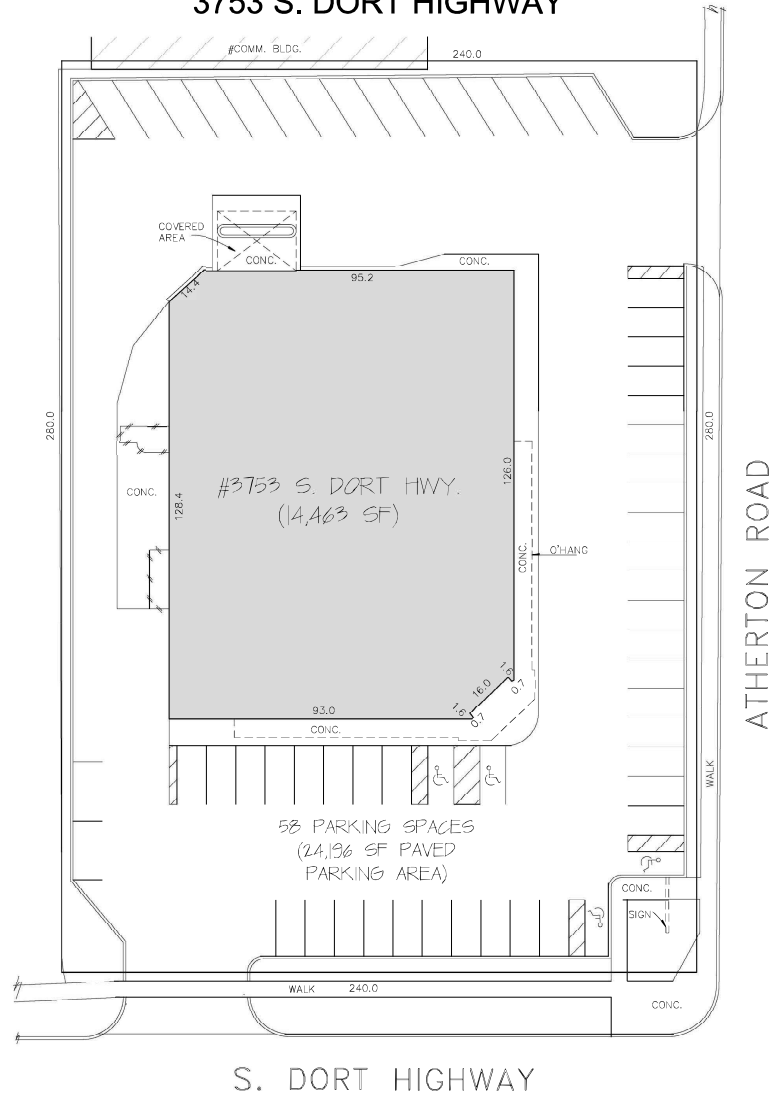 3753 S. DORT HIGHWAY
#COMM. BLDG.
240.0
COVERED
AREA
CONC.
CONC.
14.4
95.2
280.0
280.0
126.0
#3753 S. DORT HWY.
(14,463 SF)
CONC.
128.4
CONC.
O'HANG
ATHERTON ROAD
1.6
0.7
16.0
1.6
0.7
93.0
CONC.
WALK
58 PARKING SPACES
(24,196 SF PAVED
PARKING AREA)
CONC.
SIGN
WALK
240.0
CONC.
S. DORT HIGHWAY